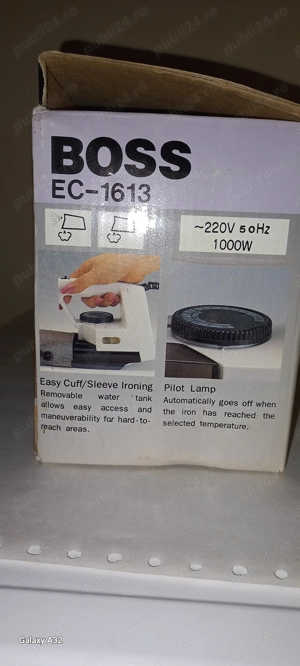 BOSS
EC-1613
~220V 50Hz
1000W
Easy Cuff/Sleeve Ironing
Removable water tank
allows easy access and
maneuverability for hard-to-
reach areas.
Pilot Lamp
Automatically goes off when
the iron has reached the
selected temperature.
Galaxy A32